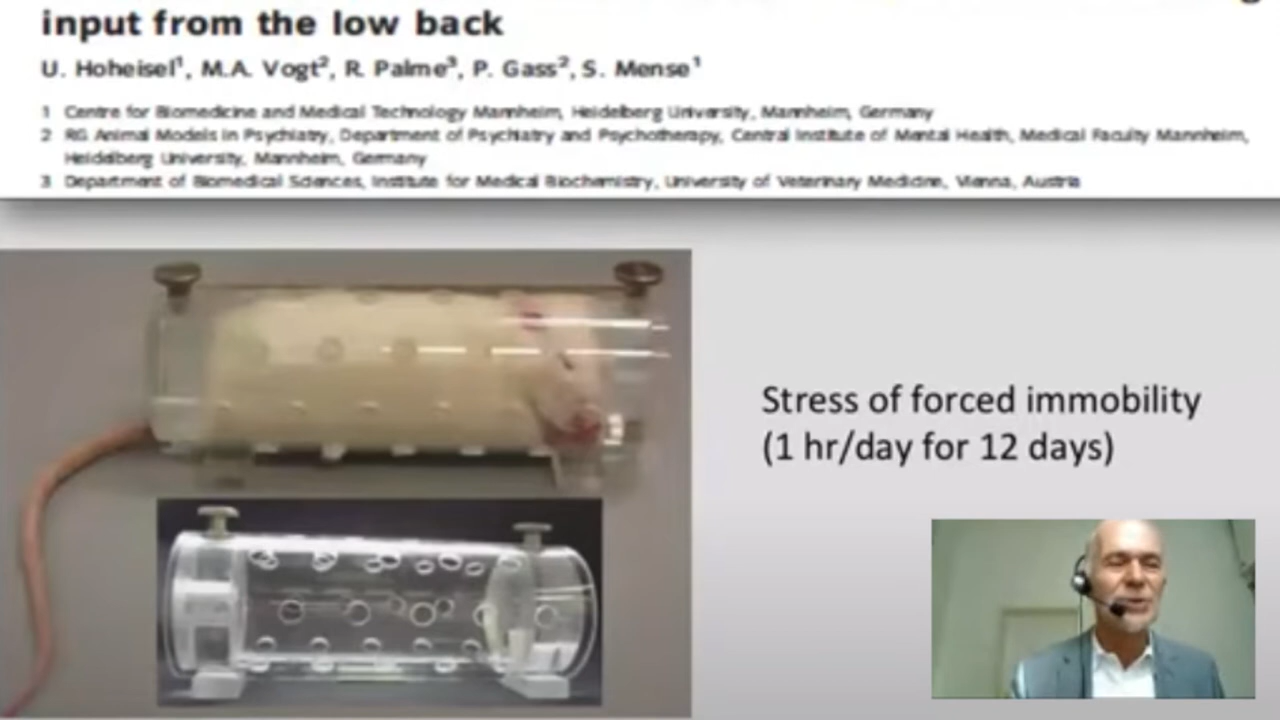 input from the low back
U. Hoheisel¹, M.A. Vogt², R. Palme³, P. Gass², S. Mense¹
1 Centre for Biomedicine and Medical Technology Mannheim, Heidelberg University, Mannheim, Germany
2 RG Animal Models in Psychiatry, Department of Psychiatry and Psychotherapy, Central Institute of Mental Health, Medical Faculty Mannheim,
Heidelberg University, Mannheim, Germany
3 Department of Biomedical Sciences, Institute for Medical Biochemistry, University of Veterinary Medicine, Vienna, Austria
Stress of forced immobility
(1 hr/day for 12 days)